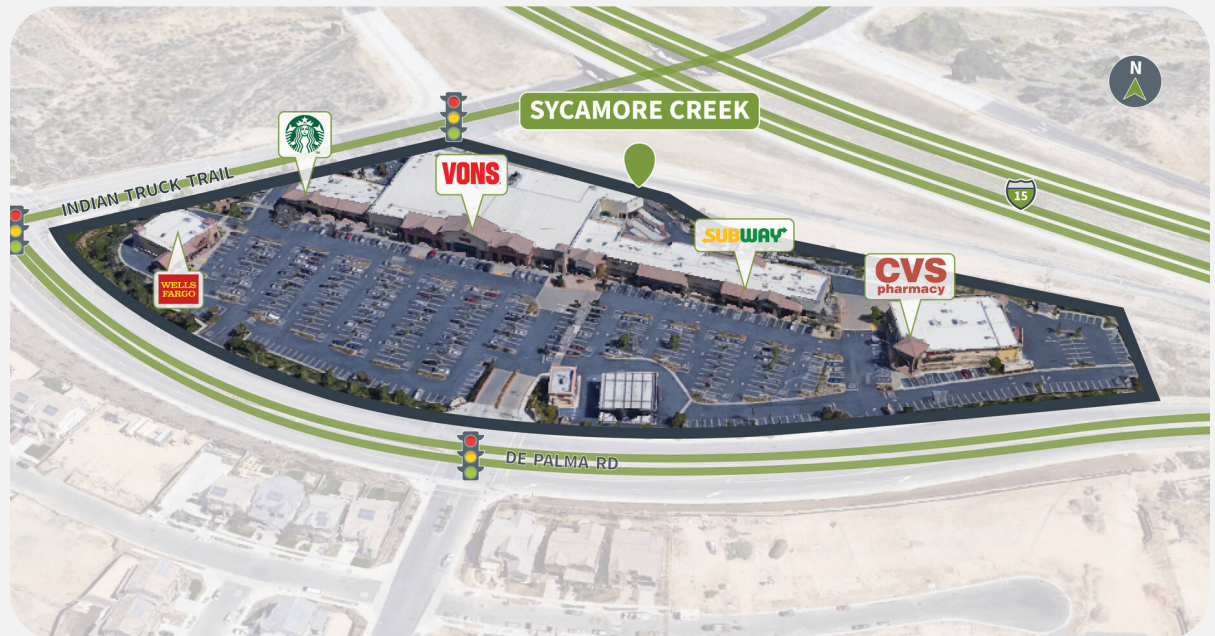 N
SYCAMORE CREEK
VONS
15
INDIAN TRUCK TRAIL
SUBWAY
CVS
pharmacy
WELLS
FARGO
DE PALMA RD